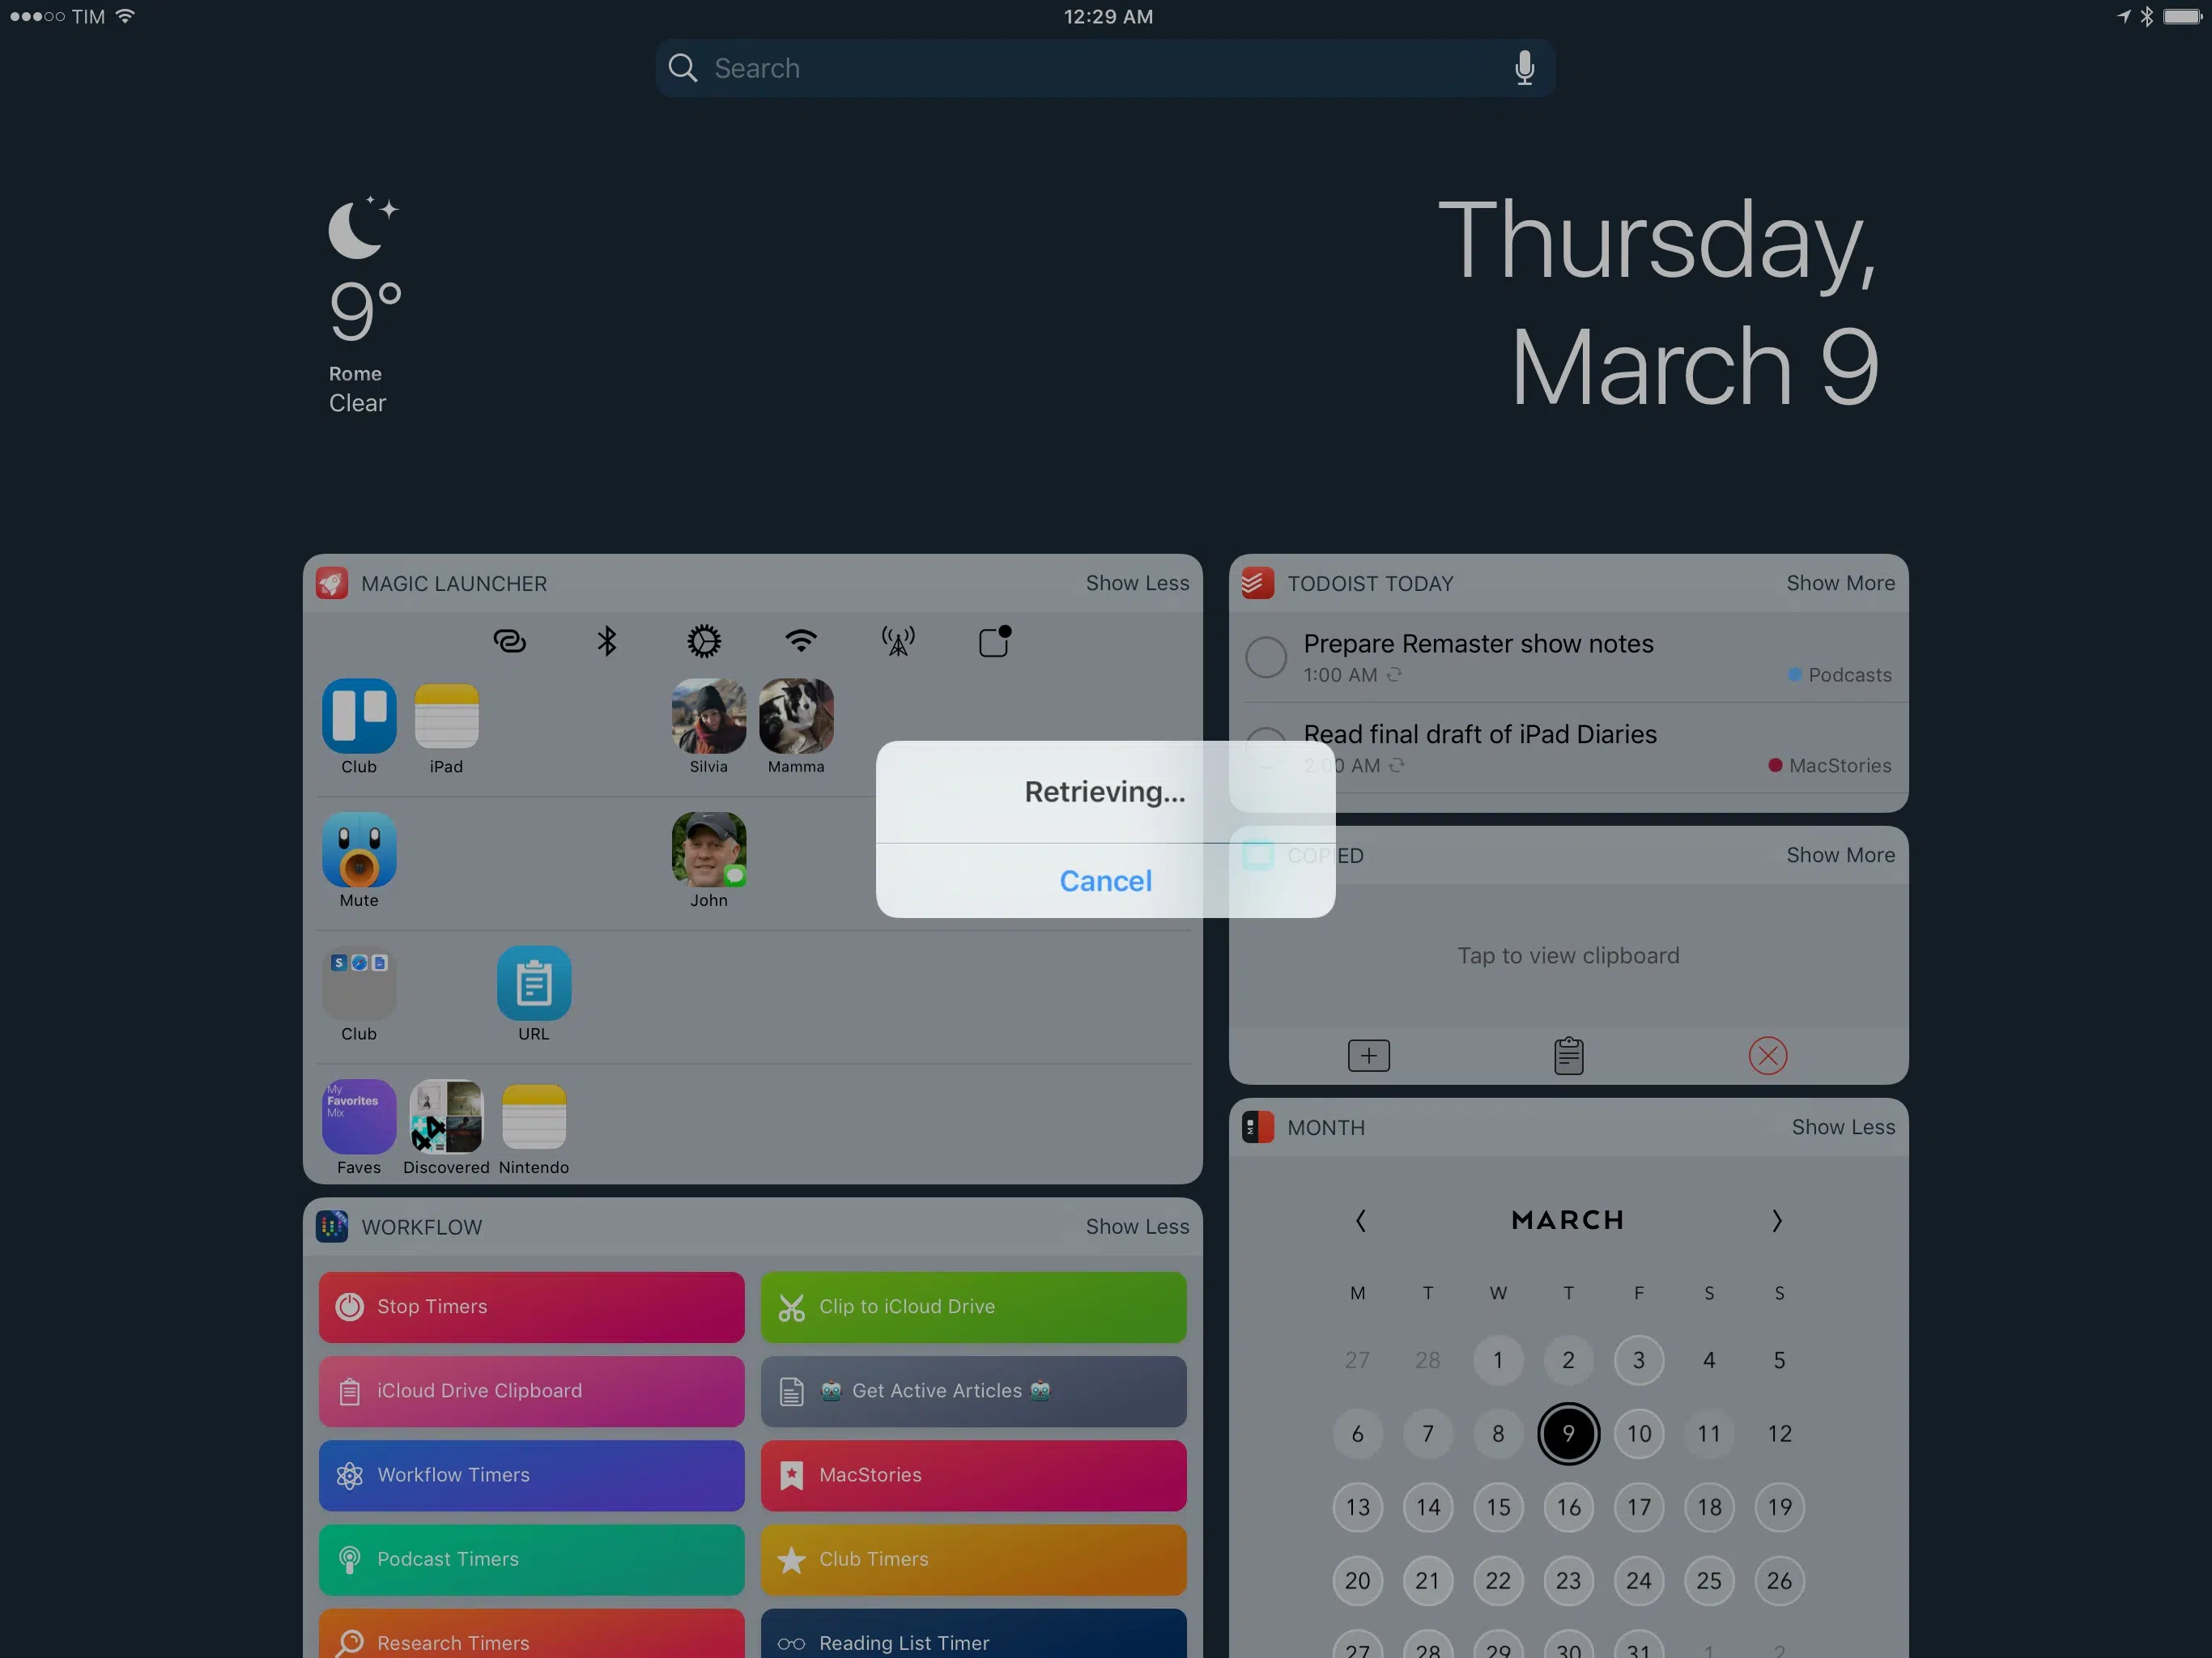 TIM
12:29 AM
Search
9°
Rome
Clear
Thursday,
March 9
MAGIC LAUNCHER
Show Less
Club
iPad
Silvia
Mamma
Mute
John
Club
URL
My
Favorites
Mix
Faves
Discovered
Nintendo
WORKFLOW
Show Less
Stop Timers
Clip to iCloud Drive
iCloud Drive Clipboard
🤖 Get Active Articles 🤖
Workflow Timers
MacStories
Podcast Timers
Club Timers
Research Timers
Reading List Timer
Retrieving...
Cancel
TODOIST TODAY
Show More
Prepare Remaster show notes
1:00 AM
Podcasts
Read final draft of iPad Diaries
2:00 AM
MacStories
COPIED
Show More
Tap to view clipboard
MONTH
Show Less
MARCH
M T W T F S S
27 28 1 2 3 4 5
6 7 8 9 10 11 12
13 14 15 16 17 18 19
20 21 22 23 24 25 26
27 28 29 30 31 1 2